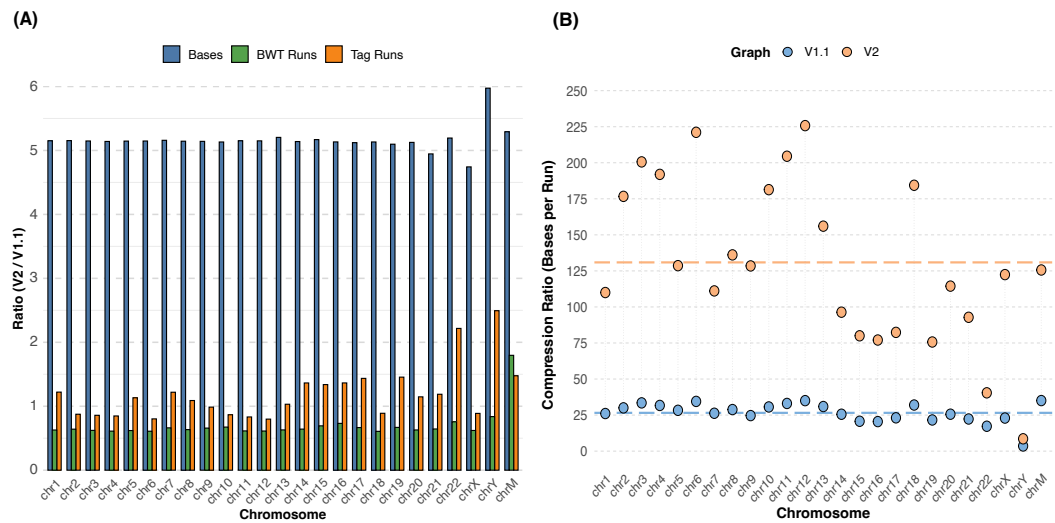 (A)
Bases BWT Runs Tag Runs
Ratio (V2 / V1.1)
6
5
4
3
2
1
0
chr1 chr2 chr3 chr4 chr5 chr6 chr7 chr8 chr9 chr10 chr11 chr12 chr13 chr14 chr15 chr16 chr17 chr18 chr19 chr20 chr21 chr22 chrX chrY chrM
Chromosome
(B)
Graph V1.1 V2
Compression Ratio (Bases per Run)
250
225
200
175
150
125
100
75
50
25
0
chr1 chr2 chr3 chr4 chr5 chr6 chr7 chr8 chr9 chr10 chr11 chr12 chr13 chr14 chr15 chr16 chr17 chr18 chr19 chr20 chr21 chr22 chrX chrY chrM
Chromosome